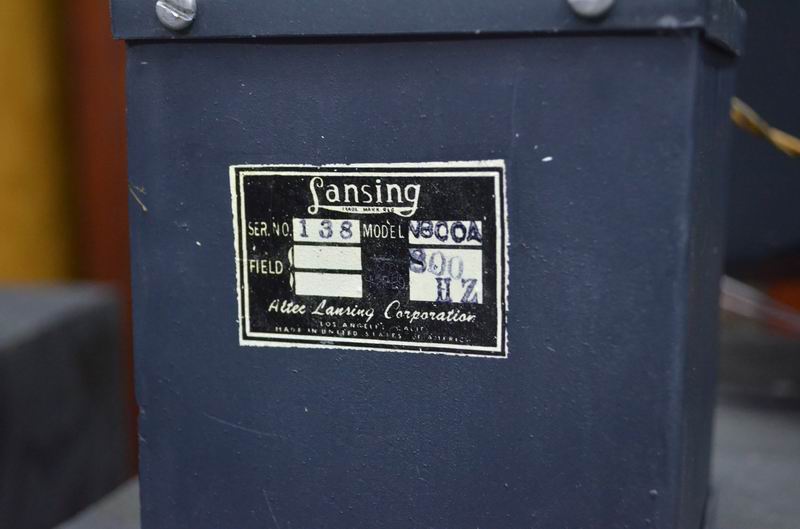 Lansing
TRADE MARK REG
SER. NO. 138 MODEL N800A
FIELD 800
HZ
Altec Lansing Corporation
LOS ANGELES, CALIF.
MADE IN UNITED STATES OF AMERICA